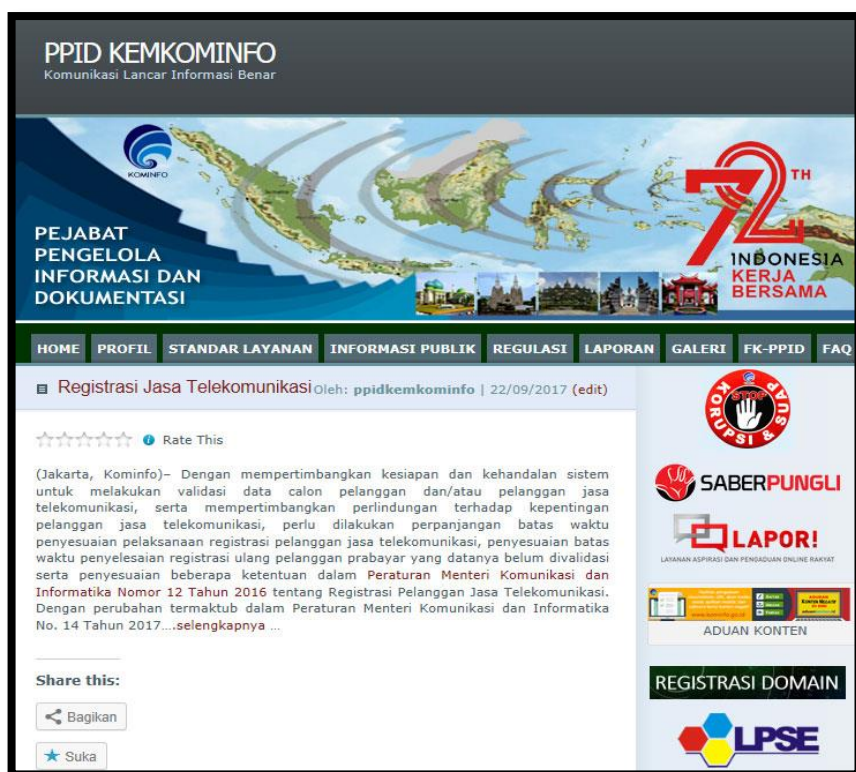 PPID KEMKOMINFO
Komunikasi Lancar Informasi Benar
KOMINFO
PEJABAT
PENGELOLA
INFORMASI DAN
DOKUMENTASI
72 TH
INDONESIA
KERJA
BERSAMA
HOME PROFIL STANDAR LAYANAN INFORMASI PUBLIK REGULASI LAPORAN GALERI FK-PPID FAQ
Registrasi Jasa Telekomunikasi Oleh: ppidkemkominfo | 22/09/2017 (edit)
Rate This
(Jakarta, Kominfo)– Dengan mempertimbangkan kesiapan dan kehandalan sistem
untuk melakukan validasi data calon pelanggan dan/atau pelanggan jasa
telekomunikasi, serta mempertimbangkan perlindungan terhadap kepentingan
pelanggan jasa telekomunikasi, perlu dilakukan perpanjangan batas waktu
penyesuaian pelaksanaan registrasi pelanggan jasa telekomunikasi, penyesuaian batas
waktu penyelesaian registrasi ulang pelanggan prabayar yang datanya belum divalidasi
serta penyesuaian beberapa ketentuan dalam Peraturan Menteri Komunikasi dan
Informatika Nomor 12 Tahun 2016 tentang Registrasi Pelanggan Jasa Telekomunikasi.
Dengan perubahan termaktub dalam Peraturan Menteri Komunikasi dan Informatika
No. 14 Tahun 2017....selengkapnya ...
Share this:
Bagikan
Suka
STOP
KORUPSI & SUAP
SABERPUNGLI
LAPOR!
LAYANAN ASPIRASI DAN PENGADUAN ONLINE RAKYAT
ADUAN KONTEN
REGISTRASI DOMAIN
LPSE